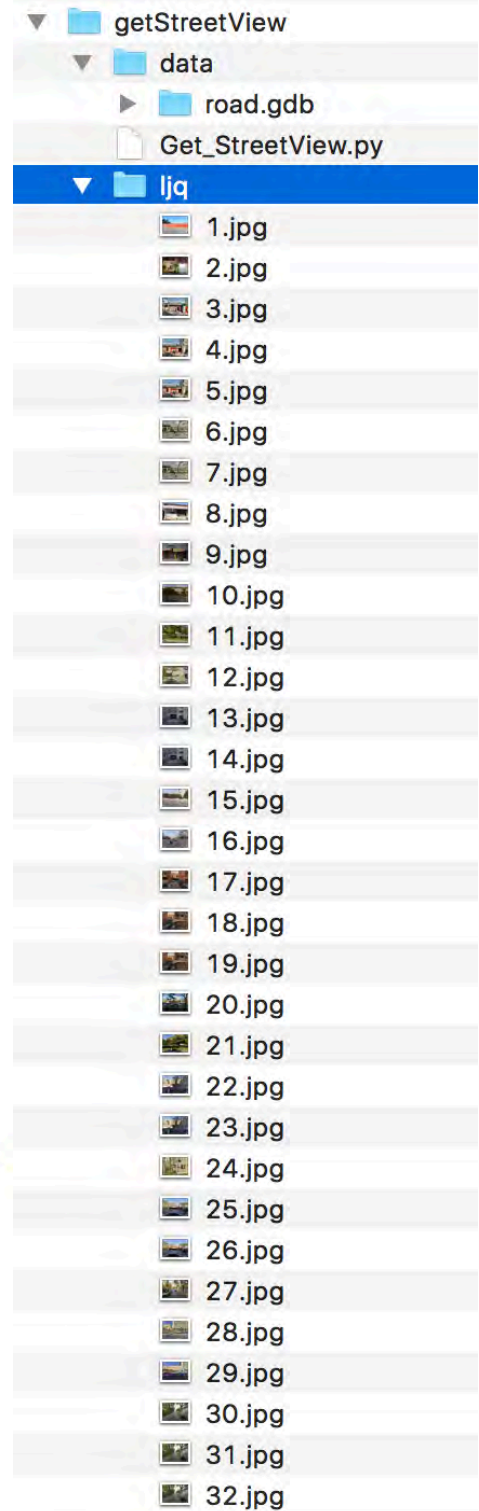 getStreetView
data
road.gdb
Get_StreetView.py
ljq
1.jpg
2.jpg
3.jpg
4.jpg
5.jpg
6.jpg
7.jpg
8.jpg
9.jpg
10.jpg
11.jpg
12.jpg
13.jpg
14.jpg
15.jpg
16.jpg
17.jpg
18.jpg
19.jpg
20.jpg
21.jpg
22.jpg
23.jpg
24.jpg
25.jpg
26.jpg
27.jpg
28.jpg
29.jpg
30.jpg
31.jpg
32.jpg